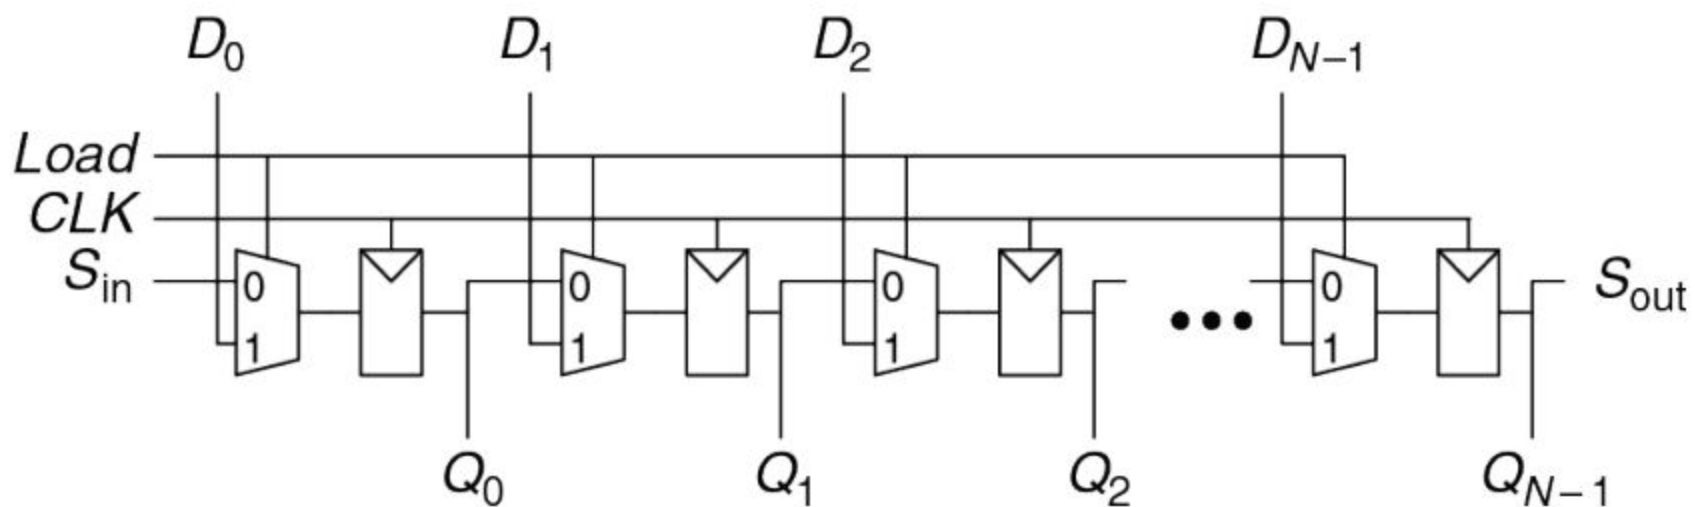 D0 D1 D2 DN−1
Load
CLK
Sin 0 0 0 0 Sout
1 1 1 1
Q0 Q1 Q2 QN−1